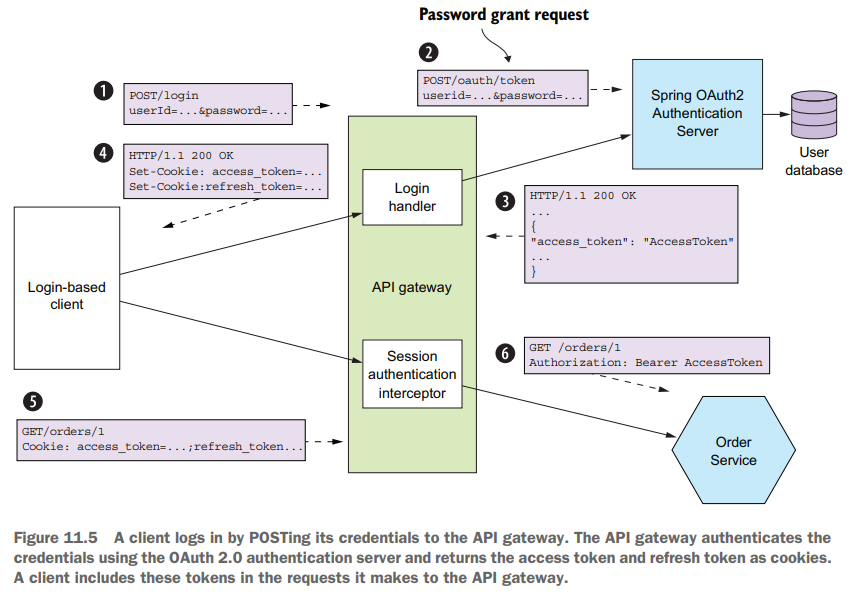 Password grant request
1
POST/login
userId=...&password=...
2
POST/oauth/token
userid=...&password=...
Spring OAuth2
Authentication
Server
User
database
4
HTTP/1.1 200 OK
Set-Cookie: access_token=...
Set-Cookie:refresh_token=...
Login
handler
3
HTTP/1.1 200 OK
...
{
"access_token": "AccessToken"
...
}
Login-based
client
API gateway
Session
authentication
interceptor
6
GET /orders/1
Authorization: Bearer AccessToken
5
GET/orders/1
Cookie: access_token=...;refresh_token...
Order
Service
Figure 11.5 A client logs in by POSTing its credentials to the API gateway. The API gateway authenticates the
credentials using the OAuth 2.0 authentication server and returns the access token and refresh token as cookies.
A client includes these tokens in the requests it makes to the API gateway.